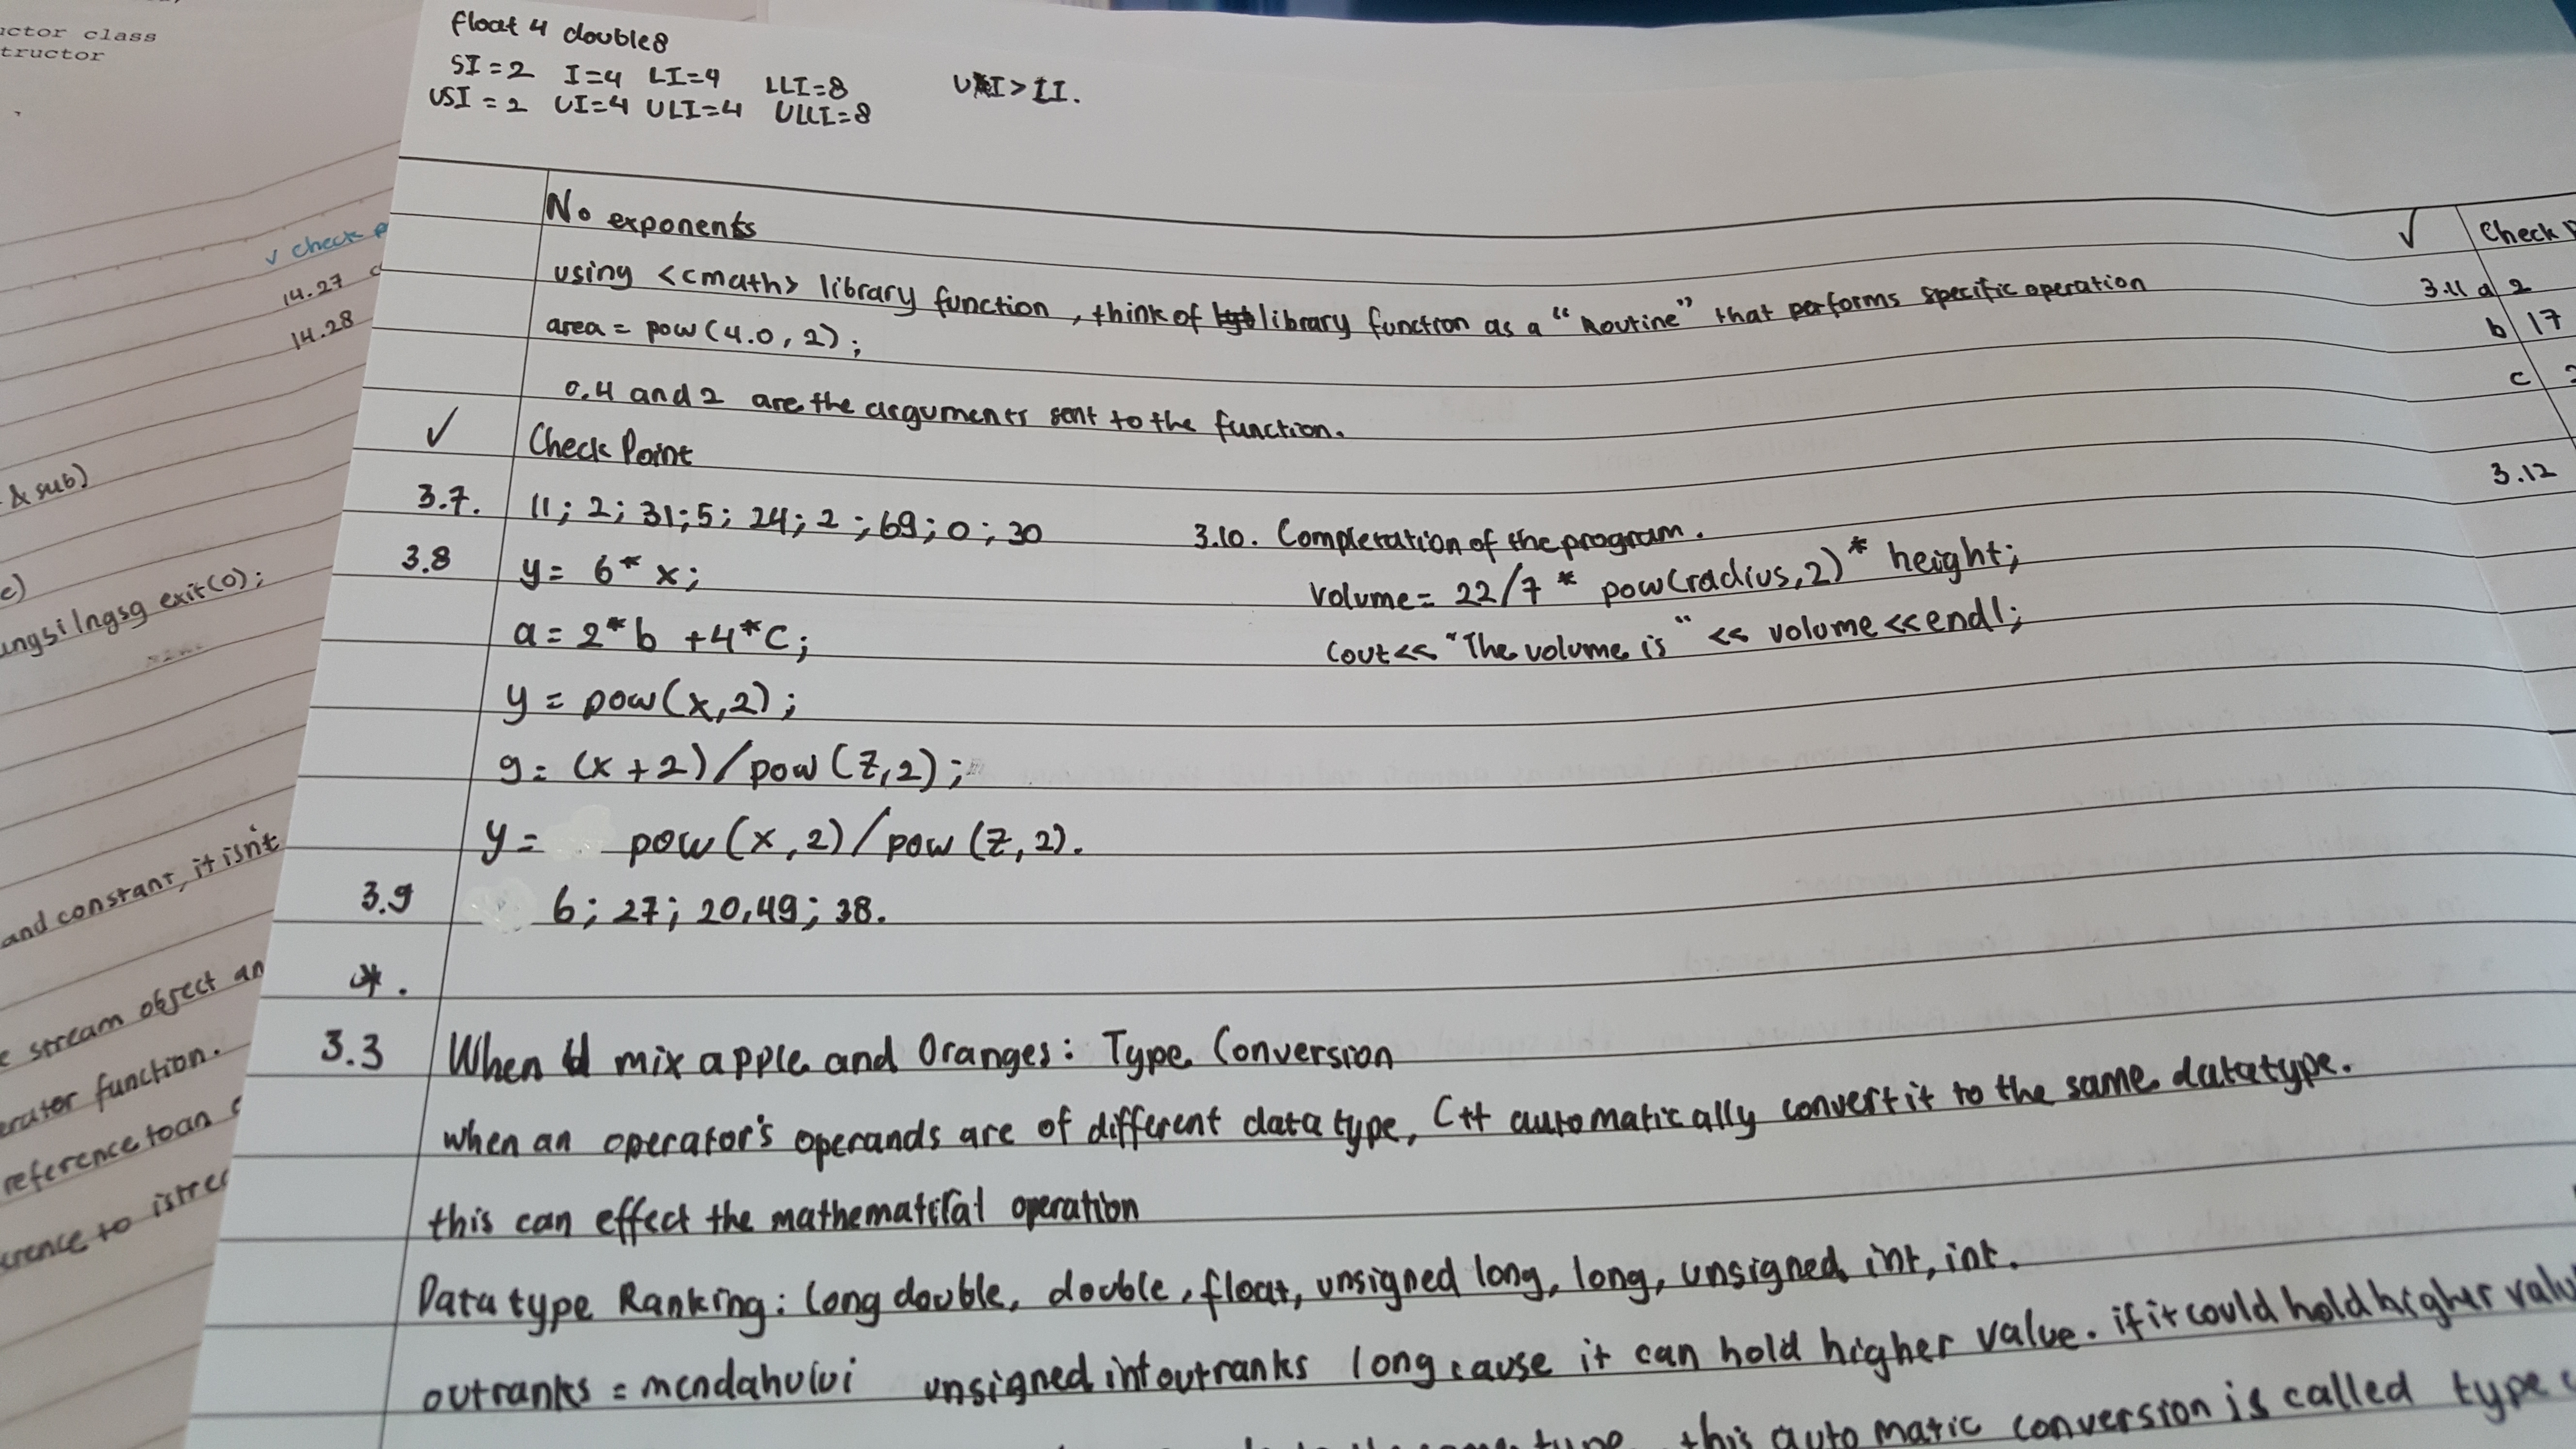 float 4 double 8
SI=2 I=4 LI=4 LLI=8 UI>LI.
USI=2 UI=4 ULI=4 ULLI=8
No exponents
using <cmath> library function, think of library function as a "Routine" that performs specific operation
area = pow(4.0, 2);
0.4 and 2 are the arguments sent to the function.
✓ Check Point
3.7. 11; 2; 31; 5; 24; 2; 69; 0; 30
3.8 y= 6* x;
a= 2*b +4*c;
y = pow(x,2);
g= (x+2)/pow(z,2);
y= pow(x,2)/pow(z,2).
3.9 6; 27; 20,49; 38.
3.10. Completation of the program.
Volume= 22/7 * pow(radius,2)* height;
cout<< "The volume is " << volume<<endl;
*.
3.3 When U mix apple and Oranges: Type Conversion
when an operator's operands are of different data type, C++ automatically convert it to the same datatype.
this can effect the mathematical operation
Data type Ranking: long double, double, float, unsigned long, long, unsigned int, int.
outranks = mendahului unsigned int outranks long cause it can hold higher value. if it could hold higher valu
type, this automatic conversion is called type
✓ Check P
3.11 a 2
b 17
c
3.12
uctor class
tructor
✓ check p
14.27 c
14.28
& sub)
c)
ungsi lngsg exit(0);
and constant, it isn't
stream object an
erator function.
reference to an
erence to istre